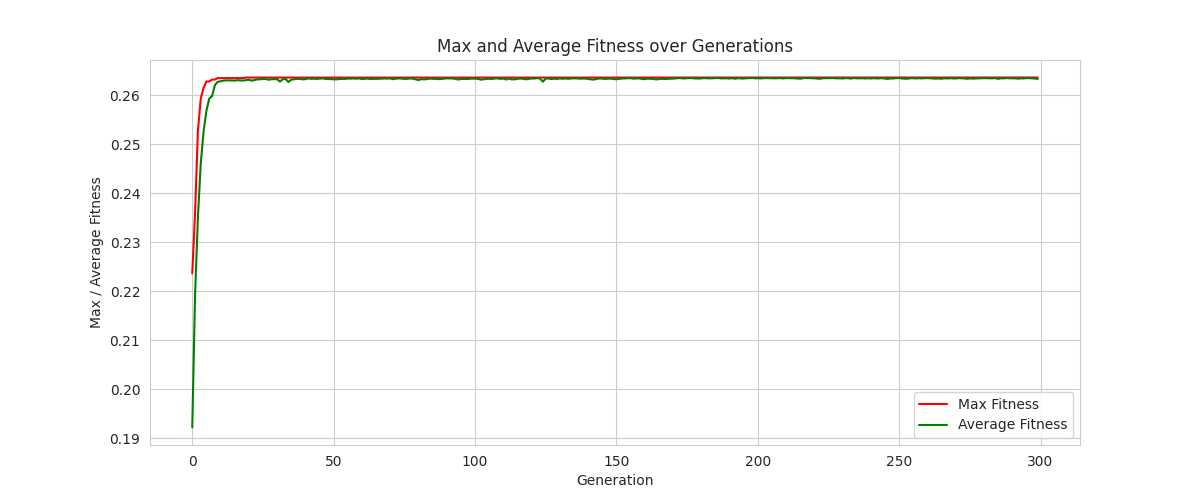 Max and Average Fitness over Generations
Max / Average Fitness
0.26
0.25
0.24
0.23
0.22
0.21
0.20
0.19
0 50 100 150 200 250 300
Generation
Max Fitness
Average Fitness